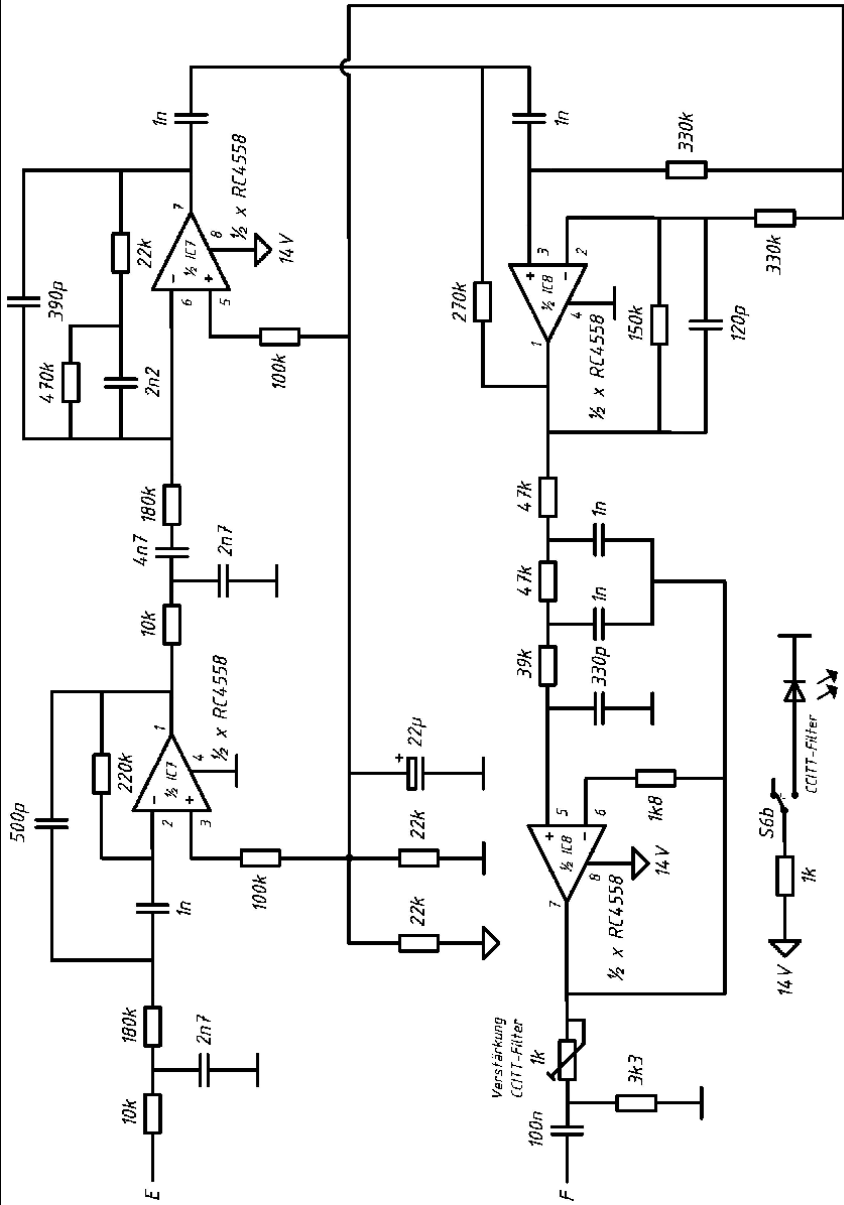 E
10k
2n7
180k
1n
500p
220k
2
3
1
4
½ IC7
½ x RC4558
100k
10k
2n7
4n7
180k
470k
2n2
390p
22k
6
5
7
8
½ IC7
½ x RC4558
14V
100k
1n
22k
22k
+
22µ
F
100n
3k3
Verstärkung
CCITT-Filter
1k
7
8
5
6
½ IC8
½ x RC4558
14V
1k8
330p
39k
1n
47k
1n
47k
270k
1
4
3
2
½ IC8
½ x RC4558
150k
120p
1n
330k
330k
14V
1k
S6b
CCITT-Filter